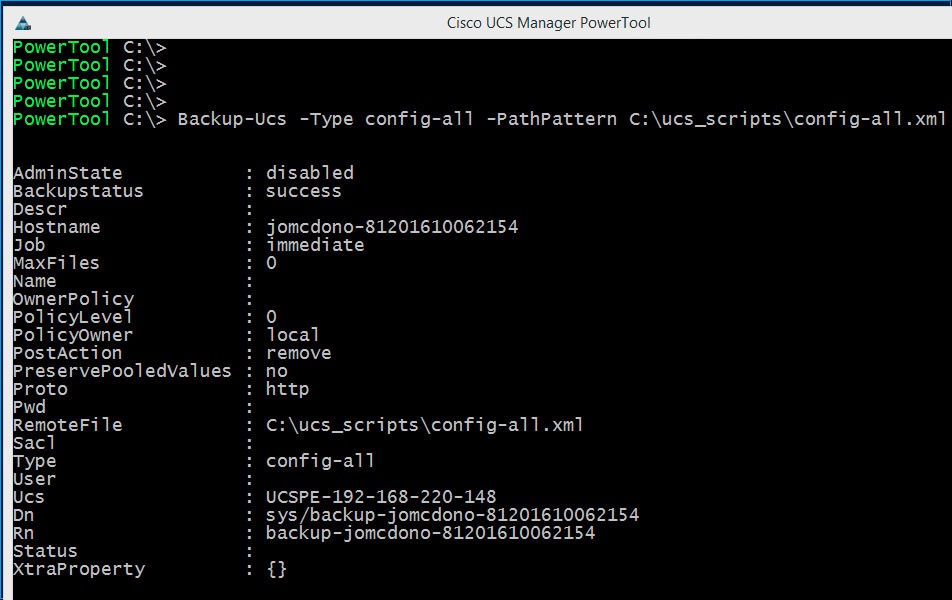 Cisco UCS Manager PowerTool
PowerTool C:\>
PowerTool C:\>
PowerTool C:\>
PowerTool C:\>
PowerTool C:\> Backup-Ucs -Type config-all -PathPattern C:\ucs_scripts\config-all.xml
AdminState : disabled
Backupstatus : success
Descr :
Hostname : jomcdono-81201610062154
Job : immediate
MaxFiles : 0
Name :
OwnerPolicy :
PolicyLevel : 0
PolicyOwner : local
PostAction : remove
PreservePooledValues : no
Proto : http
Pwd :
RemoteFile : C:\ucs_scripts\config-all.xml
Sacl :
Type : config-all
User :
Ucs : UCSPE-192-168-220-148
Dn : sys/backup-jomcdono-81201610062154
Rn : backup-jomcdono-81201610062154
Status :
XtraProperty : {}